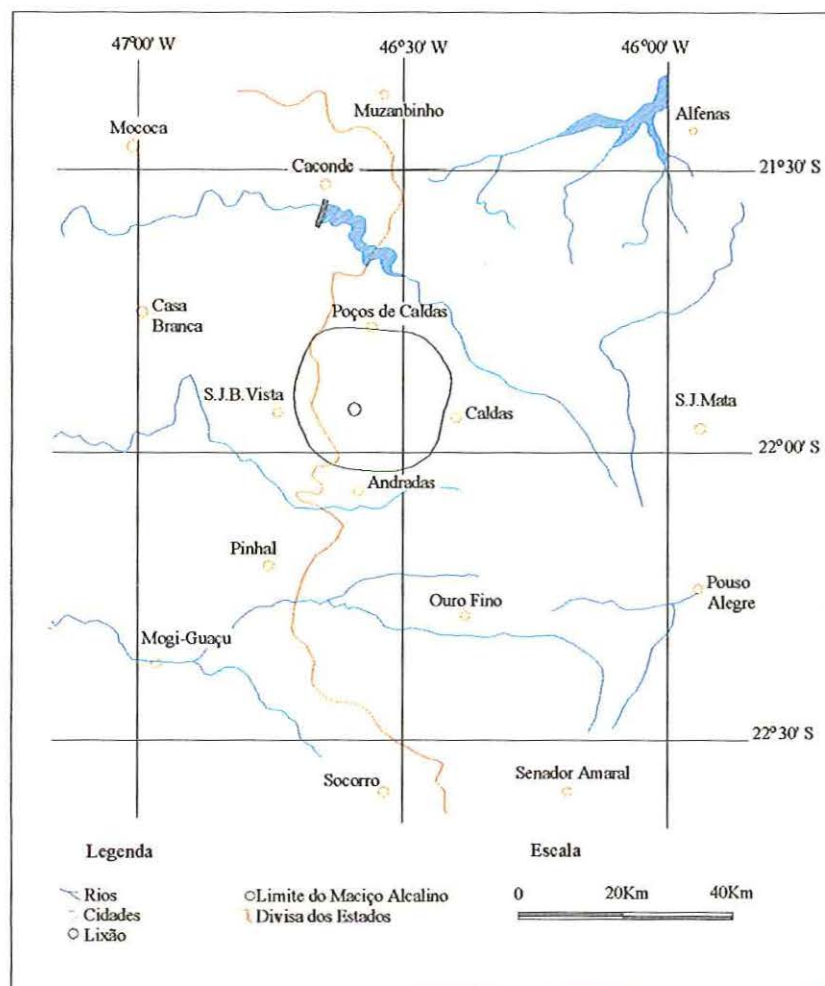 47°00' W
46°30' W
46°00' W
Muzanbinho
Alfenas
Mococa
Caconde
21°30' S
Casa
Branca
Poços de Caldas
S.J.B.Vista
Caldas
S.J.Mata
22°00' S
Andradas
Pinhal
Ouro Fino
Pouso
Alegre
Mogi-Guaçu
22°30' S
Socorro
Senador Amaral
Legenda
Escala
Rios
Cidades
Lixão
Limite do Maciço Alcalino
Divisa dos Estados
0 20Km 40Km